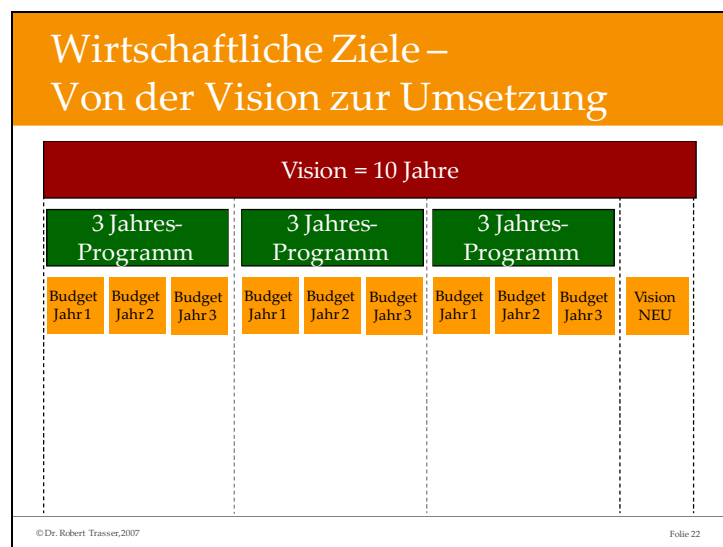 Wirtschaftliche Ziele –
Von der Vision zur Umsetzung
Vision = 10 Jahre
3 Jahres-
Programm
3 Jahres-
Programm
3 Jahres-
Programm
Budget
Jahr 1
Budget
Jahr 2
Budget
Jahr 3
Budget
Jahr 1
Budget
Jahr 2
Budget
Jahr 3
Budget
Jahr 1
Budget
Jahr 2
Budget
Jahr 3
Vision
NEU
© Dr. Robert Trasser, 2007
Folie 22